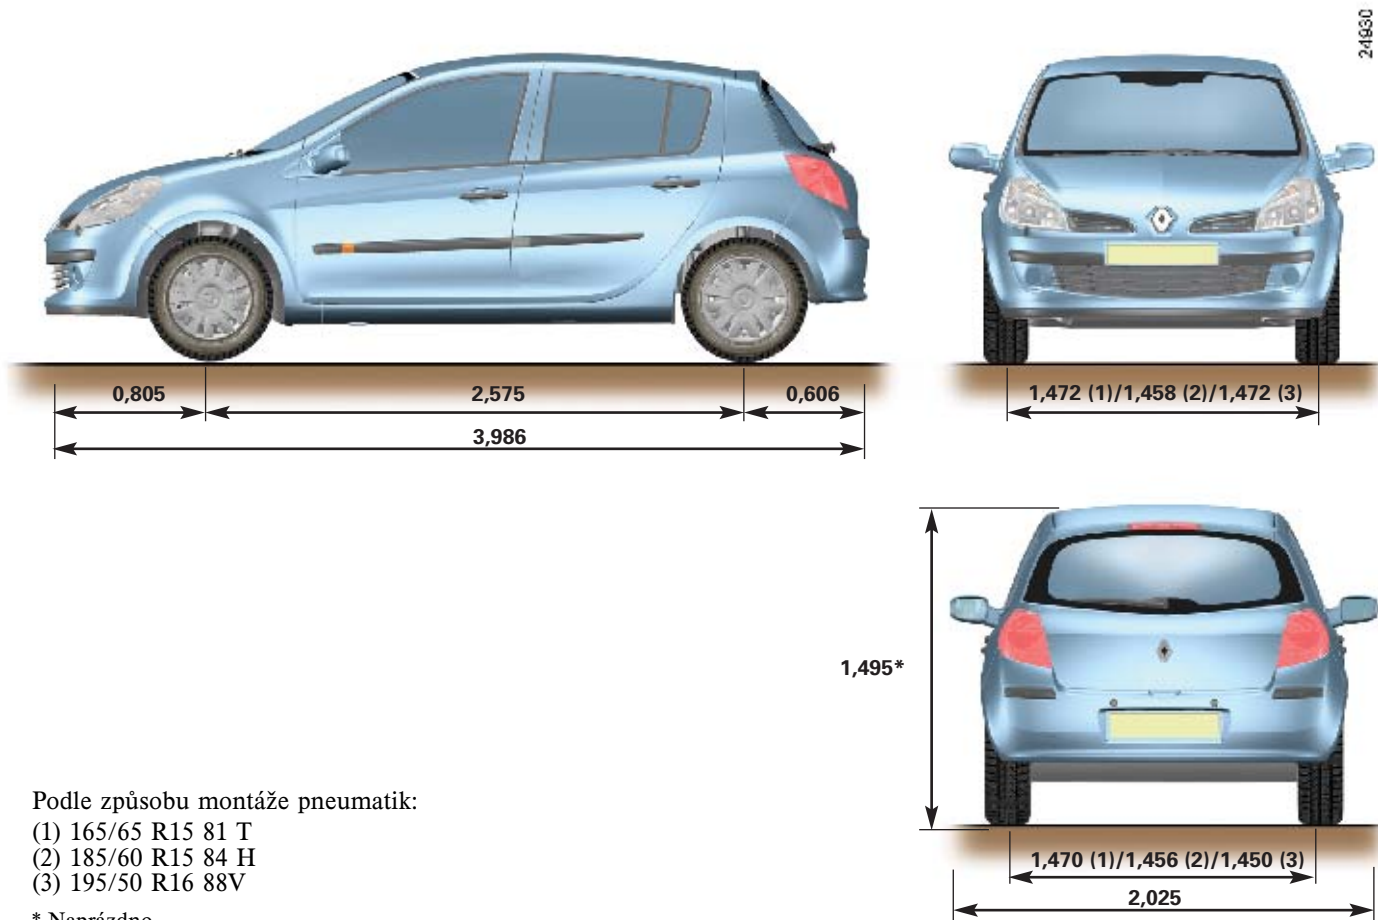 24930
0,805
2,575
0,606
3,986
1,472 (1)/1,458 (2)/1,472 (3)
1,495*
1,470 (1)/1,456 (2)/1,450 (3)
2,025
Podle způsobu montáže pneumatik:
(1) 165/65 R15 81 T
(2) 185/60 R15 84 H
(3) 195/50 R16 88V
* Naprázdno